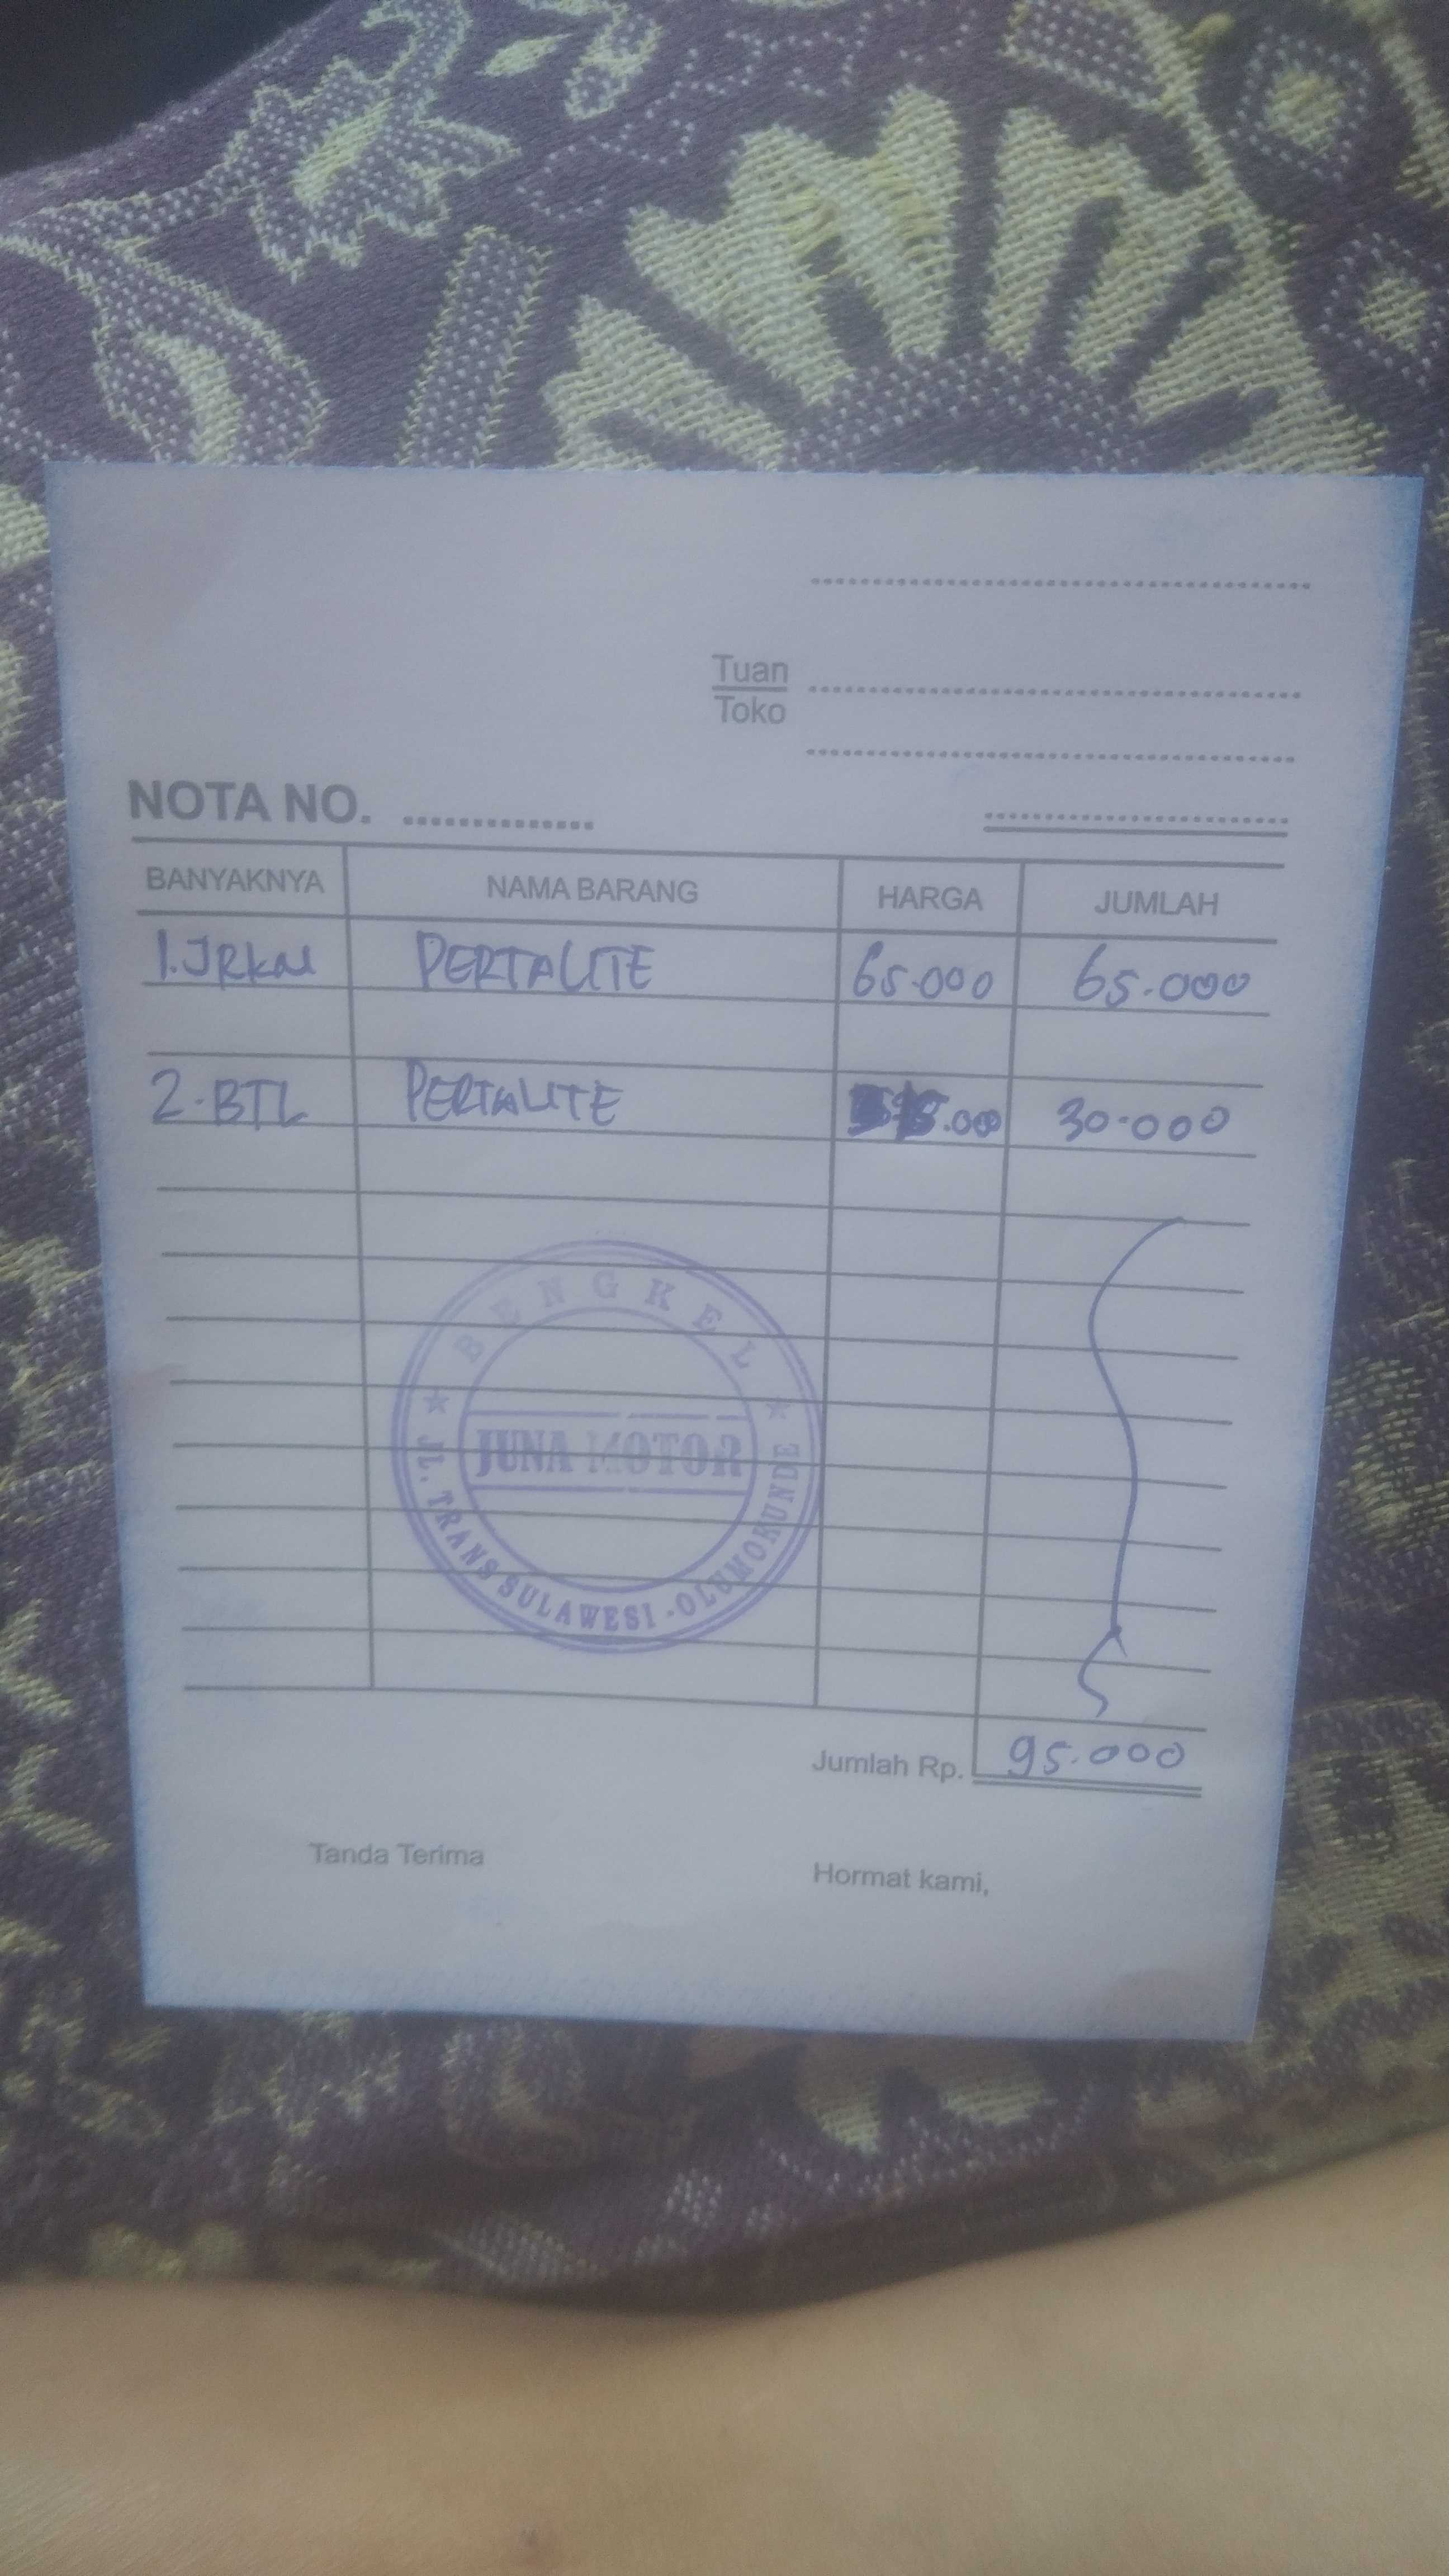 Tuan
Toko
NOTA NO.
BANYAKNYA NAMA BARANG HARGA JUMLAH
1.JRKN PERTALITE 65.000 65.000
2.BTL PERTALITE 30.000
BENGKEL
JUNA MOTOR
JL. TRANS SULAWESI - OLUMOKUNDE
Jumlah Rp. 95.000
Tanda Terima Hormat kami,